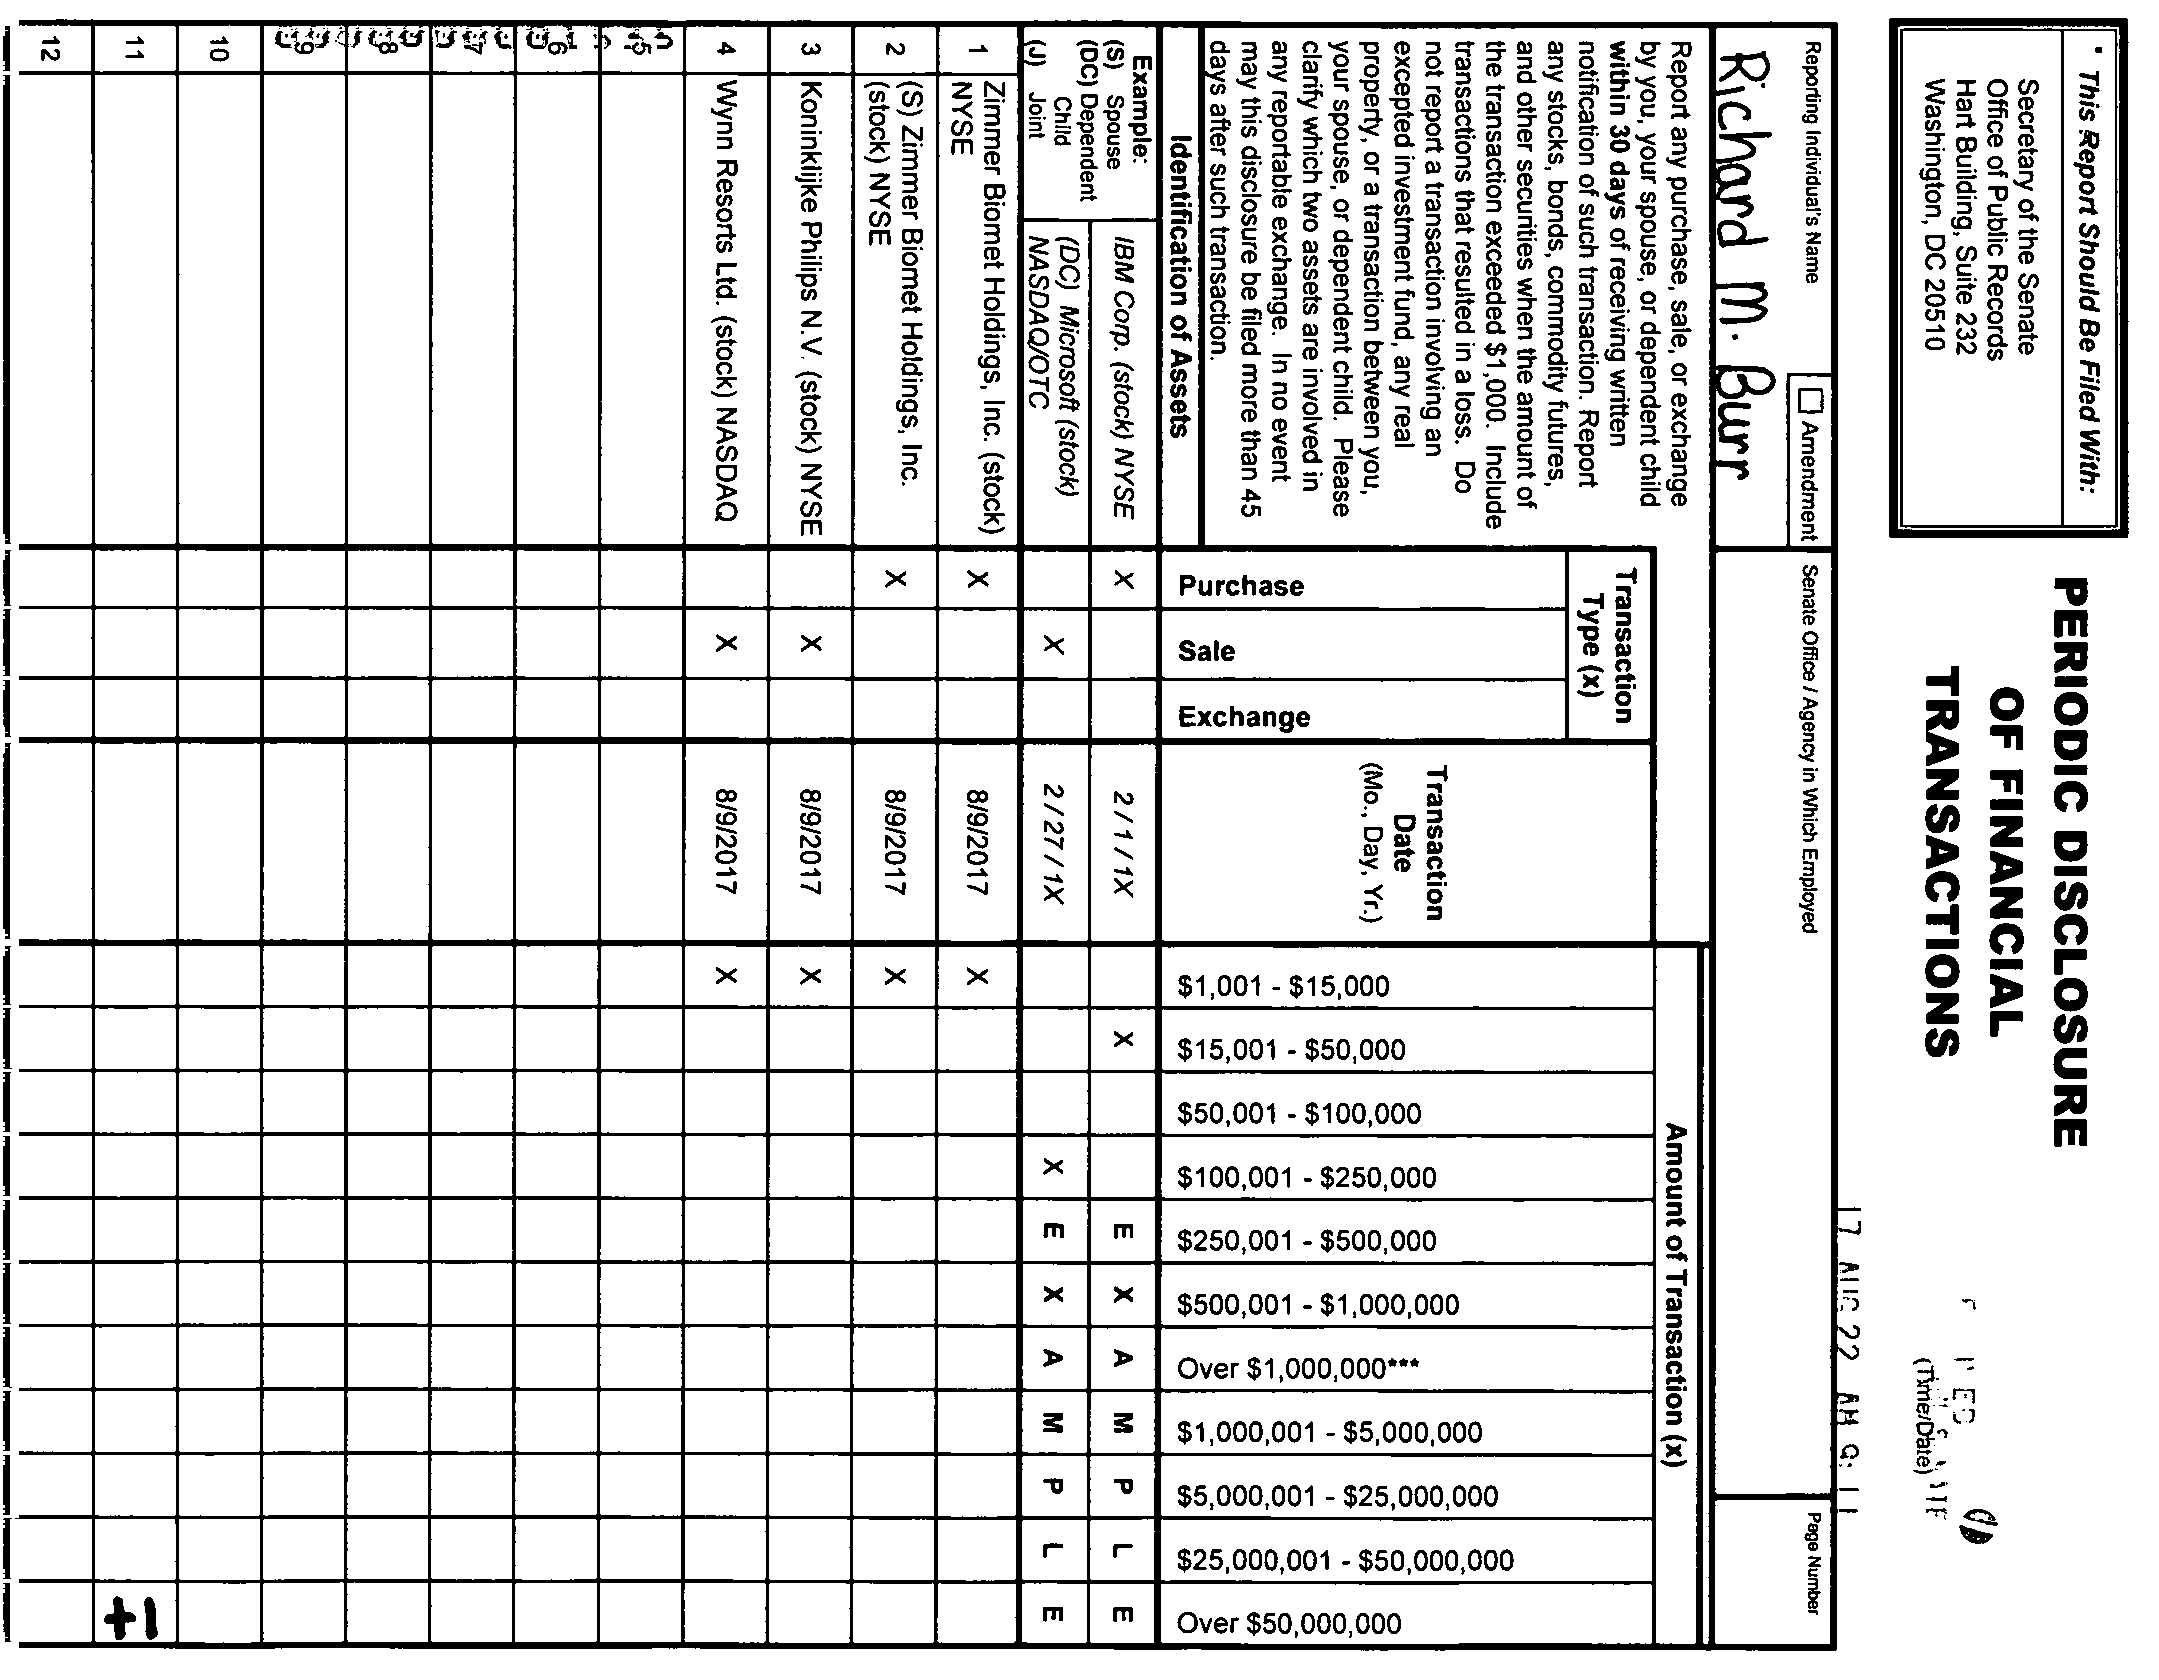 • This Report Should Be Filed With:
Secretary of the Senate
Office of Public Records
Hart Building, Suite 232
Washington, DC 20510
PERIODIC DISCLOSURE
OF FINANCIAL
TRANSACTIONS
(Time/Date)
17 AUG 22 AM 9: 11
Reporting Individual's Name
Amendment
Richard M. Burr
Senate Office / Agency in Which Employed
Page Number
Report any purchase, sale, or exchange
by you, your spouse, or dependent child
within 30 days of receiving written
notification of such transaction. Report
any stocks, bonds, commodity futures,
and other securities when the amount of
the transaction exceeded $1,000. Include
transactions that resulted in a loss. Do
not report a transaction involving an
excepted investment fund, any real
property, or a transaction between you,
your spouse, or dependent child. Please
clarify which two assets are involved in
any reportable exchange. In no event
may this disclosure be filed more than 45
days after such transaction.
Identification of Assets
Transaction
Type (x)
Purchase
Sale
Exchange
Transaction
Date
(Mo., Day, Yr.)
Amount of Transaction (x)
$1,001 - $15,000
$15,001 - $50,000
$50,001 - $100,000
$100,001 - $250,000
$250,001 - $500,000
$500,001 - $1,000,000
Over $1,000,000***
$1,000,001 - $5,000,000
$5,000,001 - $25,000,000
$25,000,001 - $50,000,000
Over $50,000,000
Example:
(S) Spouse
(DC) Dependent
Child
(J) Joint
IBM Corp. (stock) NYSE X 2 / 1 / 1X X E X A M P L E
(DC) Microsoft (stock)
NASDAQ/OTC X 2 / 27 / 1X X E X A M P L E
1 Zimmer Biomet Holdings, Inc. (stock)
NYSE X 8/9/2017 X
2 (S) Zimmer Biomet Holdings, Inc.
(stock) NYSE X 8/9/2017 X
3 Koninklijke Philips N.V. (stock) NYSE X 8/9/2017 X
4 Wynn Resorts Ltd. (stock) NASDAQ X 8/9/2017 X
5
6
7
8
9
10
11
12